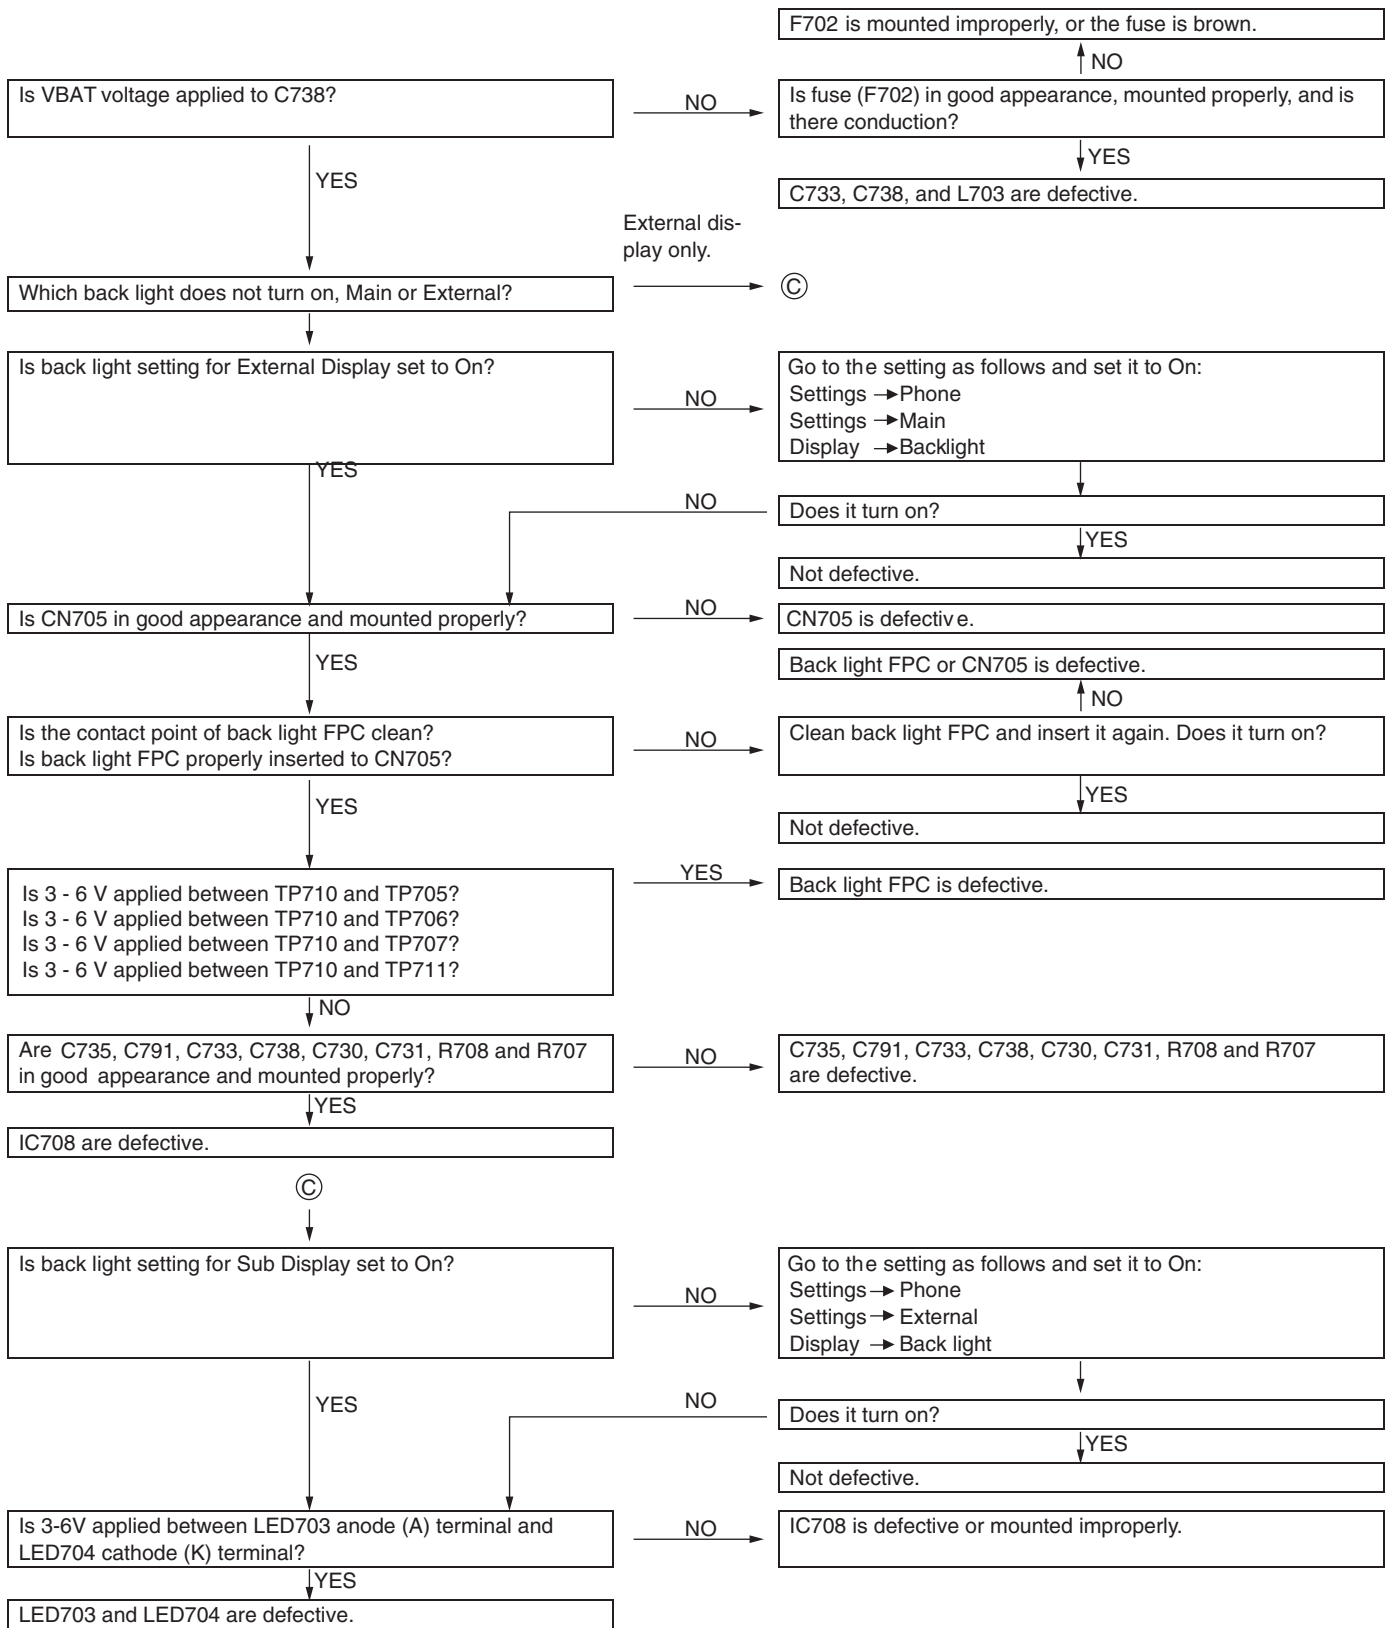 F702 is mounted improperly, or the fuse is brown.
NO
Is VBAT voltage applied to C738?
NO
Is fuse (F702) in good appearance, mounted properly, and is
there conduction?
YES
YES
C733, C738, and L703 are defective.
External dis-
play only.
Which back light does not turn on, Main or External?
Ⓒ
Is back light setting for External Display set to On?
NO
Go to the setting as follows and set it to On:
Settings → Phone
Settings → Main
Display → Backlight
YES
NO
Does it turn on?
YES
Not defective.
Is CN705 in good appearance and mounted properly?
NO
CN705 is defective.
YES
Back light FPC or CN705 is defective.
NO
Is the contact point of back light FPC clean?
Is back light FPC properly inserted to CN705?
NO
Clean back light FPC and insert it again. Does it turn on?
YES
YES
Not defective.
Is 3 - 6 V applied between TP710 and TP705?
Is 3 - 6 V applied between TP710 and TP706?
Is 3 - 6 V applied between TP710 and TP707?
Is 3 - 6 V applied between TP710 and TP711?
YES
Back light FPC is defective.
NO
Are C735, C791, C733, C738, C730, C731, R708 and R707
in good appearance and mounted properly?
NO
C735, C791, C733, C738, C730, C731, R708 and R707
are defective.
YES
IC708 are defective.
Ⓒ
Is back light setting for Sub Display set to On?
NO
Go to the setting as follows and set it to On:
Settings → Phone
Settings → External
Display → Back light
YES
NO
Does it turn on?
YES
Not defective.
Is 3-6V applied between LED703 anode (A) terminal and
LED704 cathode (K) terminal?
NO
IC708 is defective or mounted improperly.
YES
LED703 and LED704 are defective.